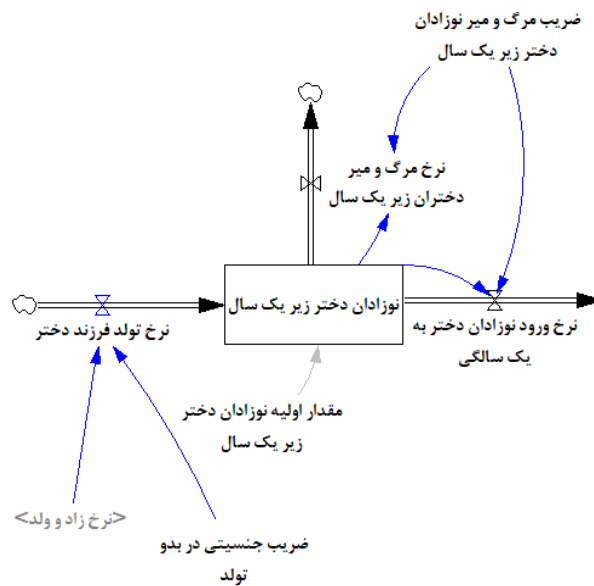 ضریب مرگ و میر نوزادان
دختر زیر یک سال
نرخ مرگ و میر
دختران زیر یک سال
نوزادان دختر زیر یک سال
نرخ تولد فرزند دختر
نرخ ورود نوزادان دختر به
یک سالگی
مقدار اولیه نوزادان دختر
زیر یک سال
<نرخ زاد و ولد>
ضریب جنسیتی در بدو
تولد